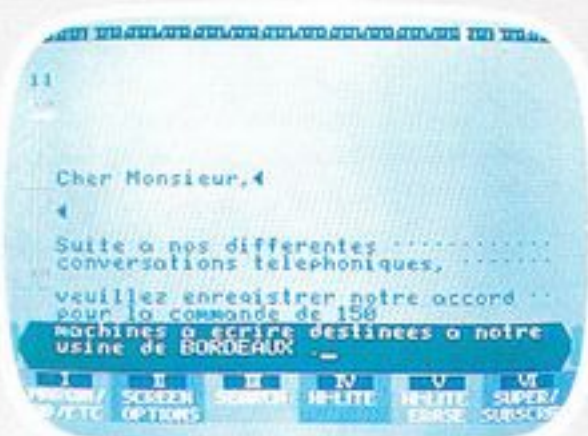 11
Cher Monsieur,
Suite a nos differentes
conversations telephoniques,
veuillez enregistrer notre accord
pour la commande de 150
machines a ecrire destinees a notre
usine de BORDEAUX .
I II III IV V VI
SCREEN SEARCH HI-LITE HI-LITE SUPER/
OPTIONS ERASE